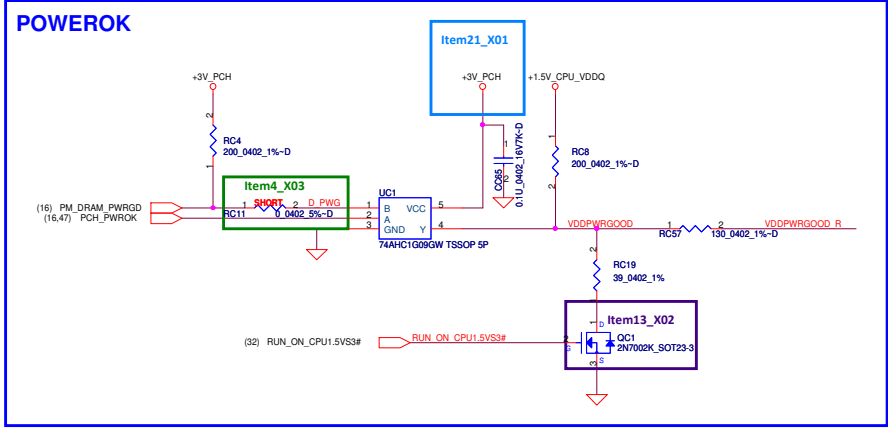 POWEROK
Item21_X01
+3V_PCH
+3V_PCH
+1.5V_CPU_VDDQ
2
RC4
200_0402_1%~D
1
1
2
CC65
0.1U_0402_16V7K~D
1
RC8
200_0402_1%~D
2
Item4_X03
(16) PM_DRAM_PWRGD
1 SHORT 2 D_PWG
(16,47) PCH_PWROK
RC11 0_0402_5%~D
UC1
1 B VCC 5
2 A
3 GND Y 4
74AHC1G09GW TSSOP 5P
VDDPWRGOOD
1 2
RC57 130_0402_1%~D
VDDPWRGOOD_R
2
RC19
39_0402_1%
1
Item13_X02
(32) RUN_ON_CPU1.5VS3#
RUN_ON_CPU1.5VS3#
1 D
2 G
QC1
2N7002K_SOT23-3
3 S